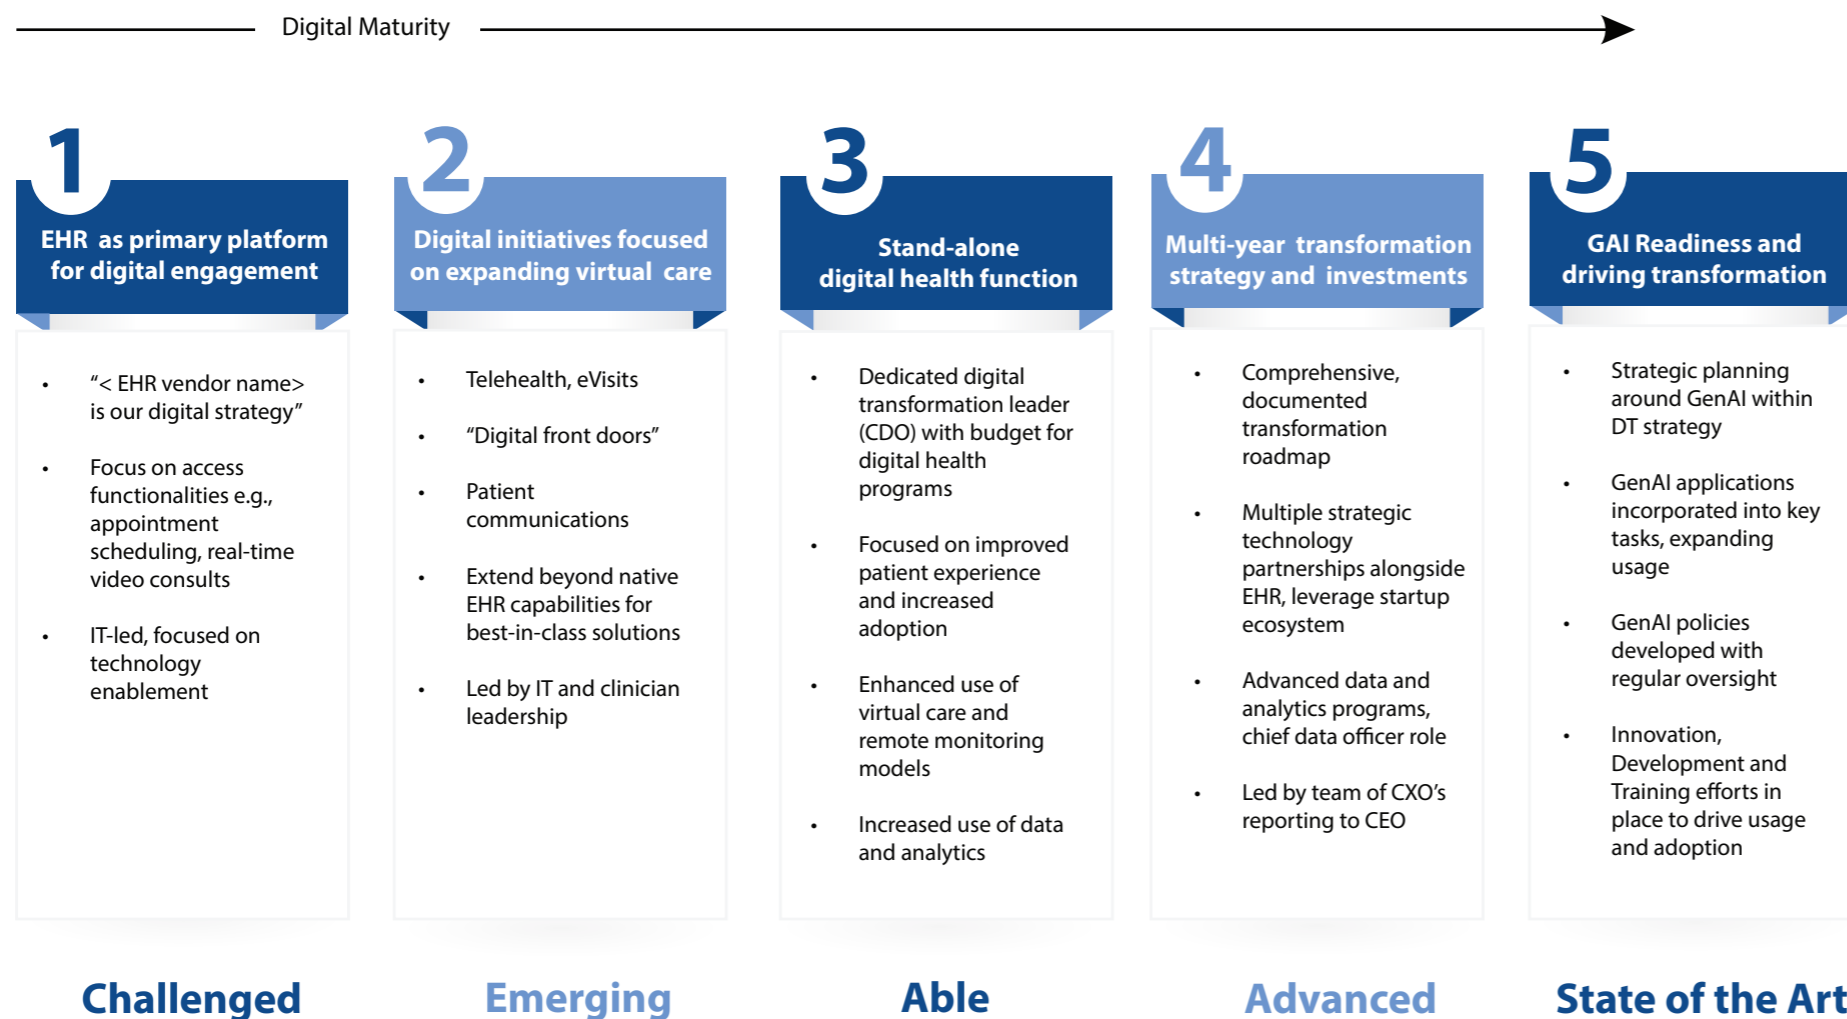 Digital Maturity
1
EHR as primary platform
for digital engagement
• “< EHR vendor name>
is our digital strategy”
• Focus on access
functionalities e.g.,
appointment
scheduling, real-time
video consults
• IT-led, focused on
technology
enablement
Challenged
2
Digital initiatives focused
on expanding virtual care
• Telehealth, eVisits
• “Digital front doors”
• Patient
communications
• Extend beyond native
EHR capabilities for
best-in-class solutions
• Led by IT and clinician
leadership
Emerging
3
Stand-alone
digital health function
• Dedicated digital
transformation leader
(CDO) with budget for
digital health
programs
• Focused on improved
patient experience
and increased
adoption
• Enhanced use of
virtual care and
remote monitoring
models
• Increased use of data
and analytics
Able
4
Multi-year transformation
strategy and investments
• Comprehensive,
documented
transformation
roadmap
• Multiple strategic
technology
partnerships alongside
EHR, leverage startup
ecosystem
• Advanced data and
analytics programs,
chief data officer role
• Led by team of CXO’s
reporting to CEO
Advanced
5
GAI Readiness and
driving transformation
• Strategic planning
around GenAI within
DT strategy
• GenAI applications
incorporated into key
tasks, expanding
usage
• GenAI policies
developed with
regular oversight
• Innovation,
Development and
Training efforts in
place to drive usage
and adoption
State of the Art